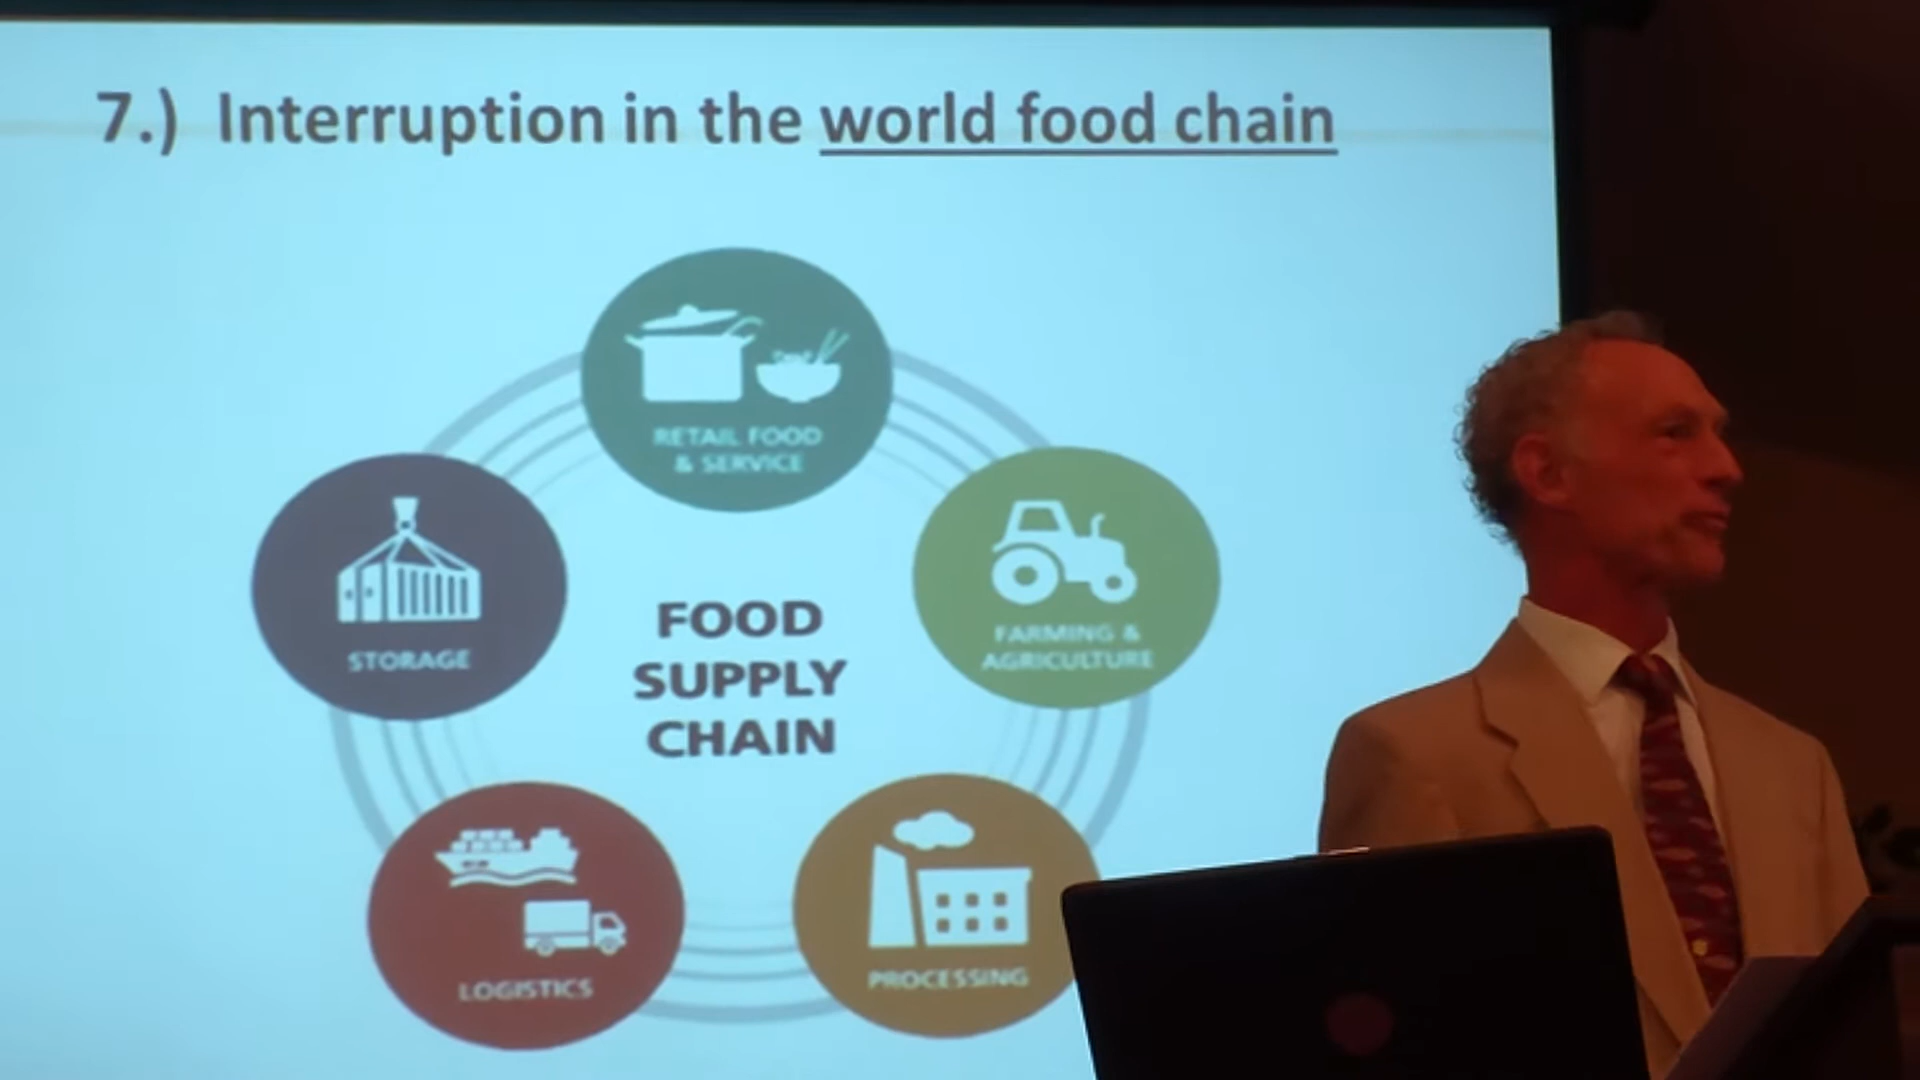 7.) Interruption in the world food chain
RETAIL FOOD
& SERVICE
FARMING &
AGRICULTURE
STORAGE
FOOD
SUPPLY
CHAIN
LOGISTICS
PROCESSING